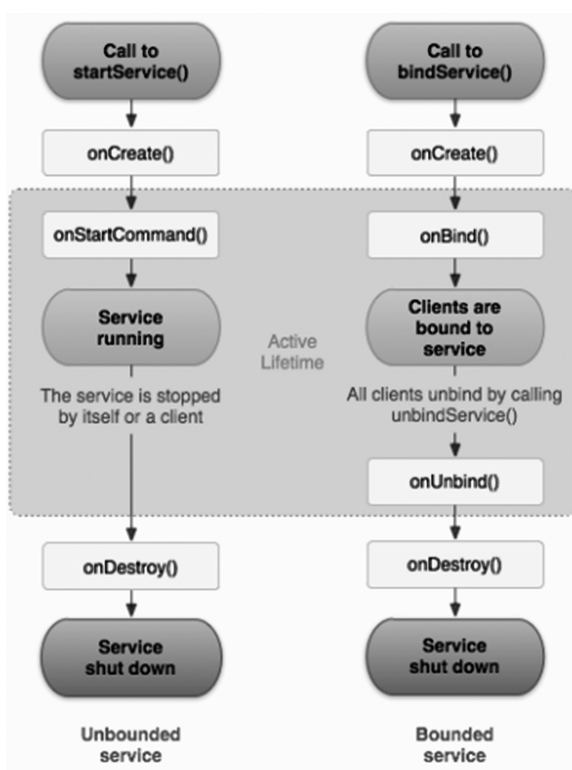 Call to
startService()
onCreate()
onStartCommand()
Service
running
The service is stopped
by itself or a client
onDestroy()
Service
shut down
Unbounded
service
Active
Lifetime
Call to
bindService()
onCreate()
onBind()
Clients are
bound to
service
All clients unbind by calling
unbindService()
onUnbind()
onDestroy()
Service
shut down
Bounded
service